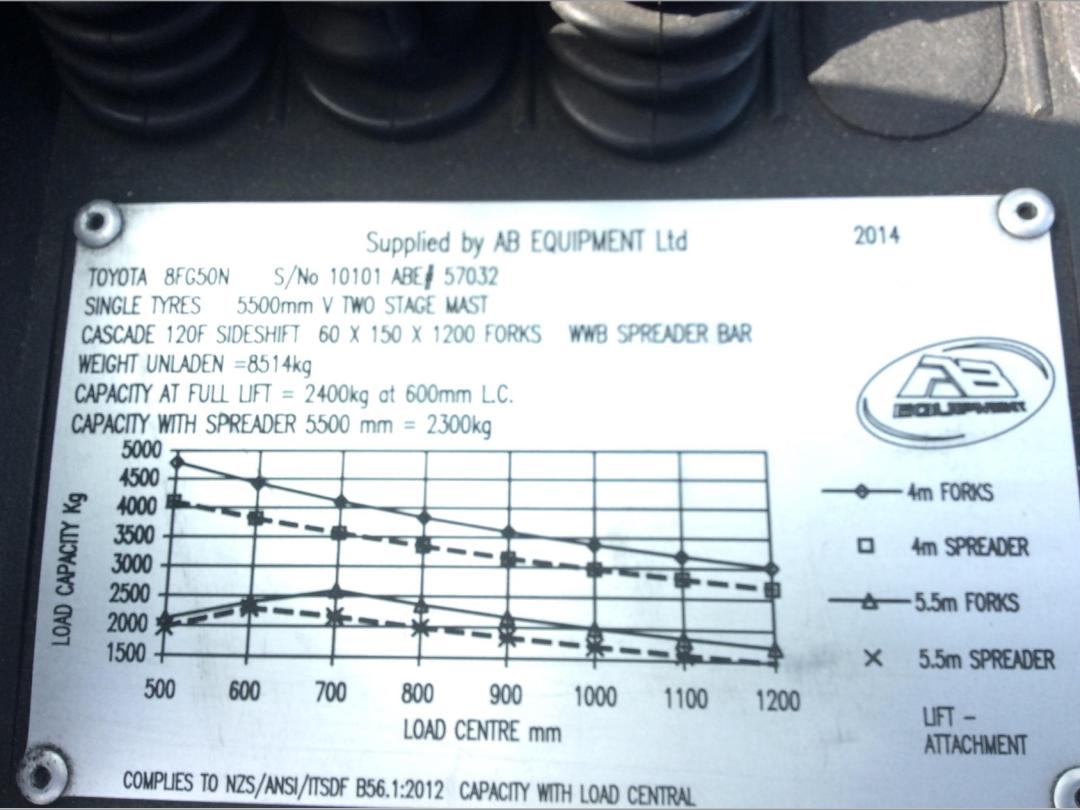 Supplied by AB EQUIPMENT Ltd 2014
TOYOTA 8FG50N S/No 10101 ABE# 57032
SINGLE TYRES 5500mm V TWO STAGE MAST
CASCADE 120F SIDESHIFT 60 X 150 X 1200 FORKS WWB SPREADER BAR
WEIGHT UNLADEN =8514kg
CAPACITY AT FULL LIFT = 2400kg at 600mm L.C.
CAPACITY WITH SPREADER 5500 mm = 2300kg
AB
EQUIPMENT
LOAD CAPACITY Kg
5000
4500
4000
3500
3000
2500
2000
1500
500 600 700 800 900 1000 1100 1200
LOAD CENTRE mm
4m FORKS
4m SPREADER
5.5m FORKS
5.5m SPREADER
LIFT -
ATTACHMENT
COMPLIES TO NZS/ANSI/ITSDF B56.1:2012 CAPACITY WITH LOAD CENTRAL